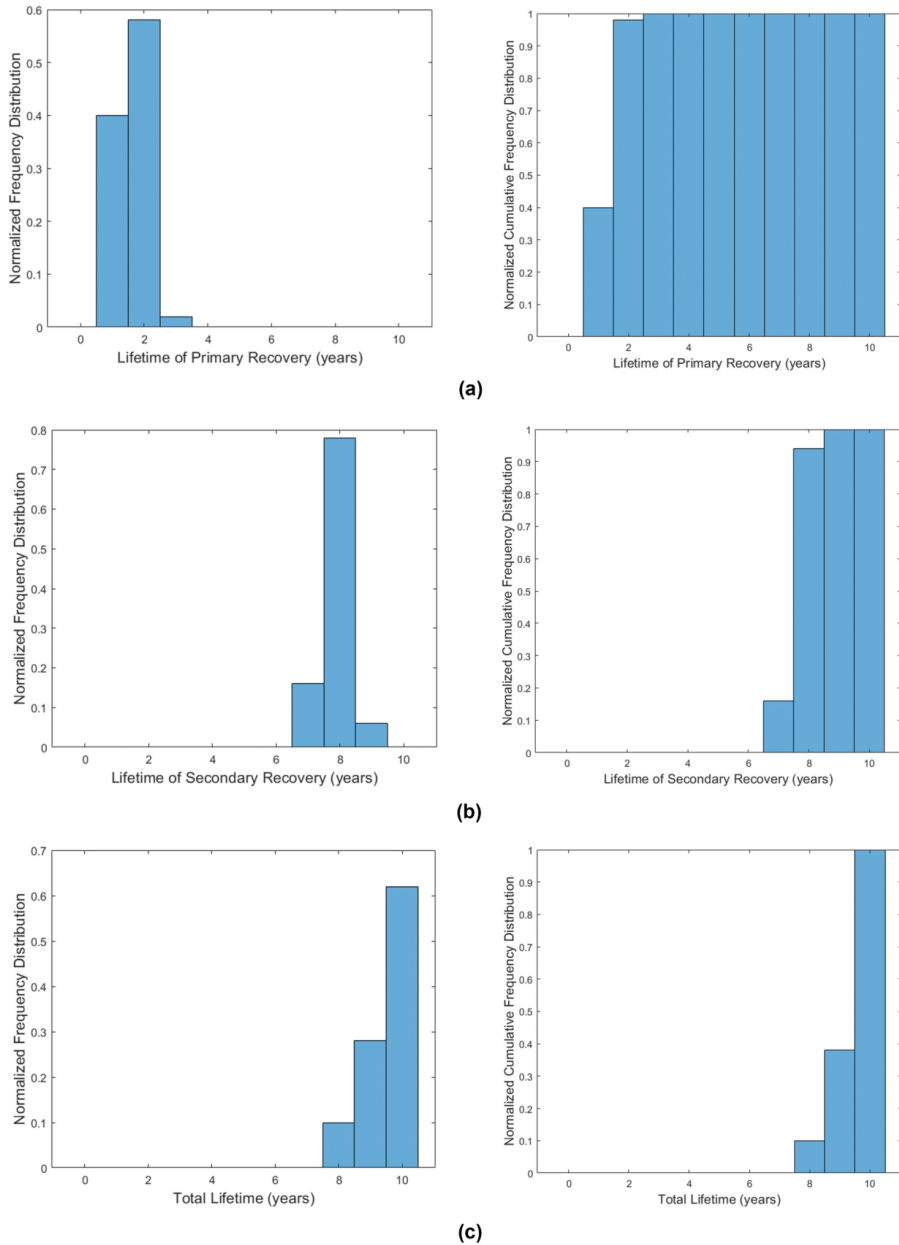 Normalized Frequency Distribution
0.6
0.5
0.4
0.3
0.2
0.1
0
0 2 4 6 8 10
Lifetime of Primary Recovery (years)
Normalized Cumulative Frequency Distribution
1
0.9
0.8
0.7
0.6
0.5
0.4
0.3
0.2
0.1
0
0 2 4 6 8 10
Lifetime of Primary Recovery (years)
(a)
Normalized Frequency Distribution
0.8
0.7
0.6
0.5
0.4
0.3
0.2
0.1
0
0 2 4 6 8 10
Lifetime of Secondary Recovery (years)
Normalized Cumulative Frequency Distribution
1
0.9
0.8
0.7
0.6
0.5
0.4
0.3
0.2
0.1
0
0 2 4 6 8 10
Lifetime of Secondary Recovery (years)
(b)
Normalized Frequency Distribution
0.7
0.6
0.5
0.4
0.3
0.2
0.1
0
0 2 4 6 8 10
Total Lifetime (years)
Normalized Cumulative Frequency Distribution
1
0.9
0.8
0.7
0.6
0.5
0.4
0.3
0.2
0.1
0
0 2 4 6 8 10
Total Lifetime (years)
(c)